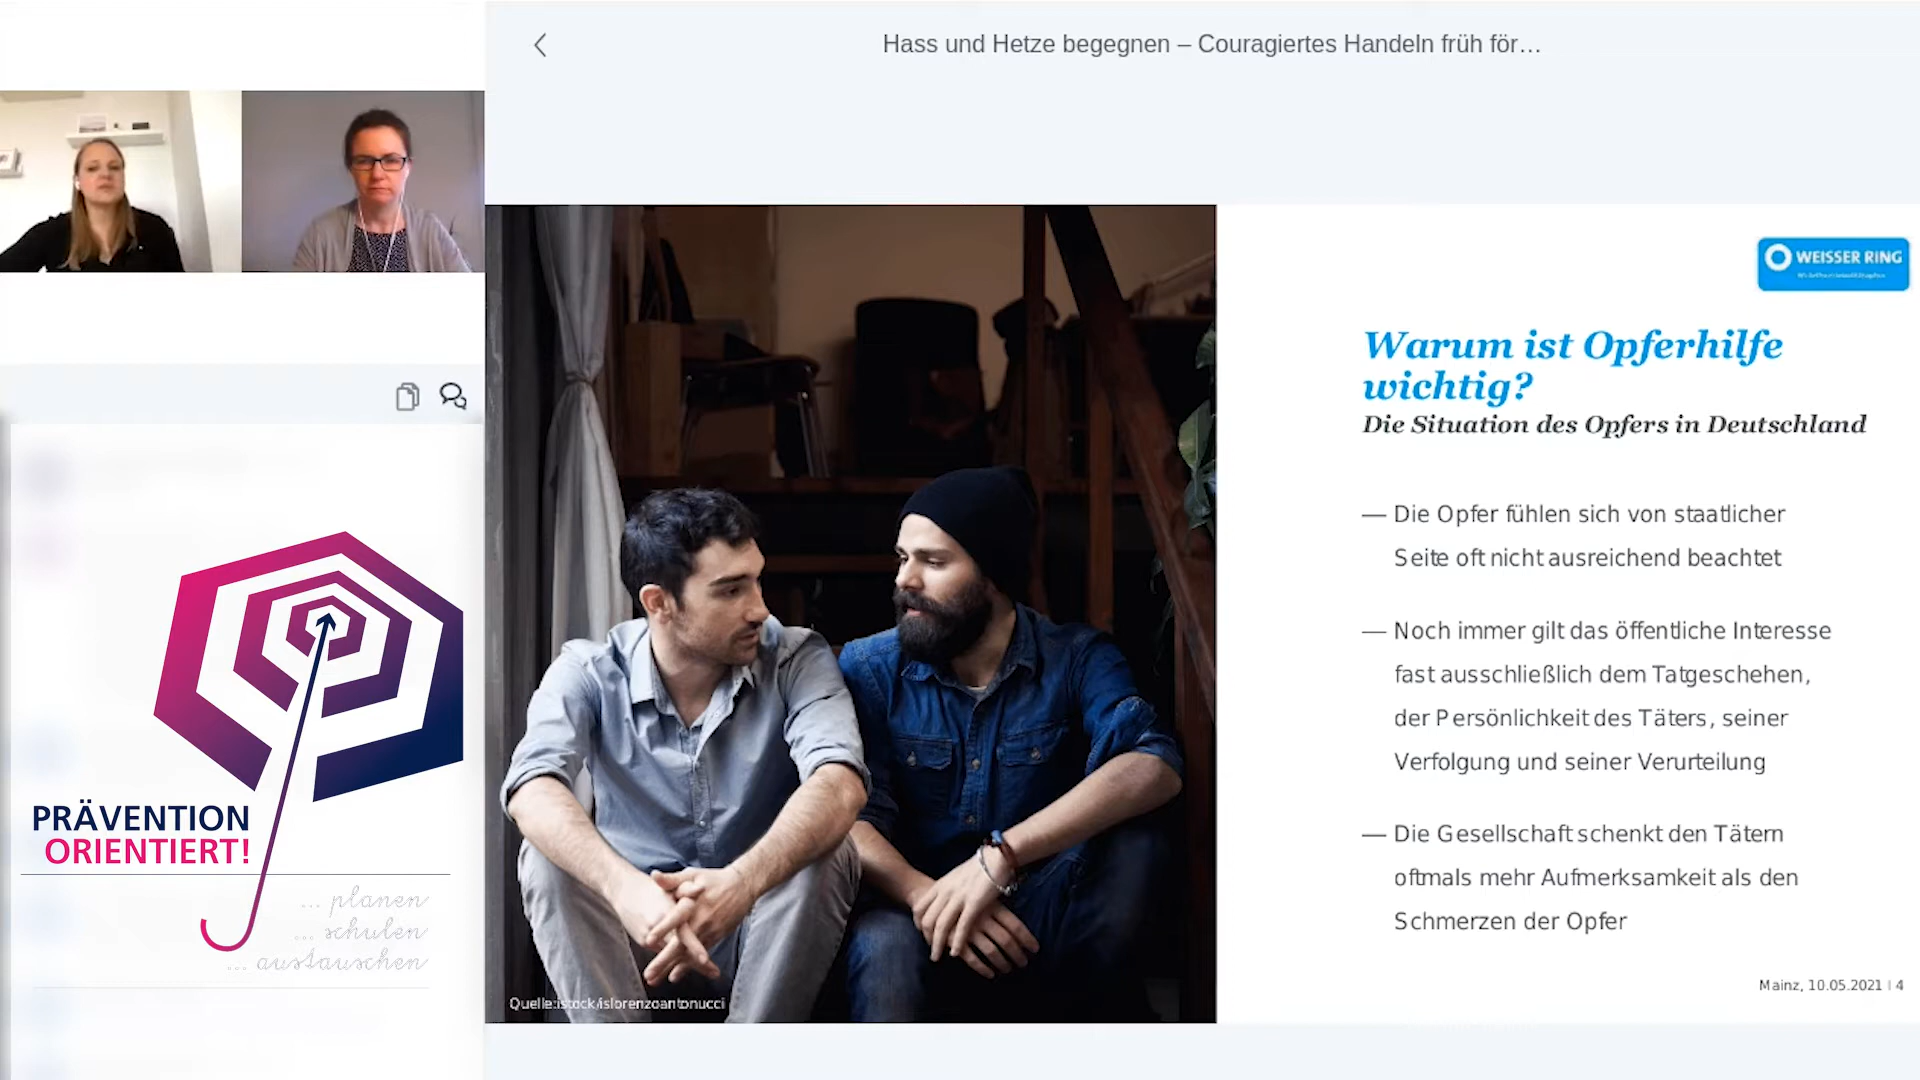 Hass und Hetze begegnen – Couragiertes Handeln früh för…
WEISSER RING
Warum ist Opferhilfe
wichtig?
Die Situation des Opfers in Deutschland
— Die Opfer fühlen sich von staatlicher
Seite oft nicht ausreichend beachtet
— Noch immer gilt das öffentliche Interesse
fast ausschließlich dem Tatgeschehen,
der Persönlichkeit des Täters, seiner
Verfolgung und seiner Verurteilung
— Die Gesellschaft schenkt den Tätern
oftmals mehr Aufmerksamkeit als den
Schmerzen der Opfer
Mainz, 10.05.2021 I 4
Quelle:istock/islorenzoantonucci
PRÄVENTION
ORIENTIERT!
... planen
... schulen
... austauschen